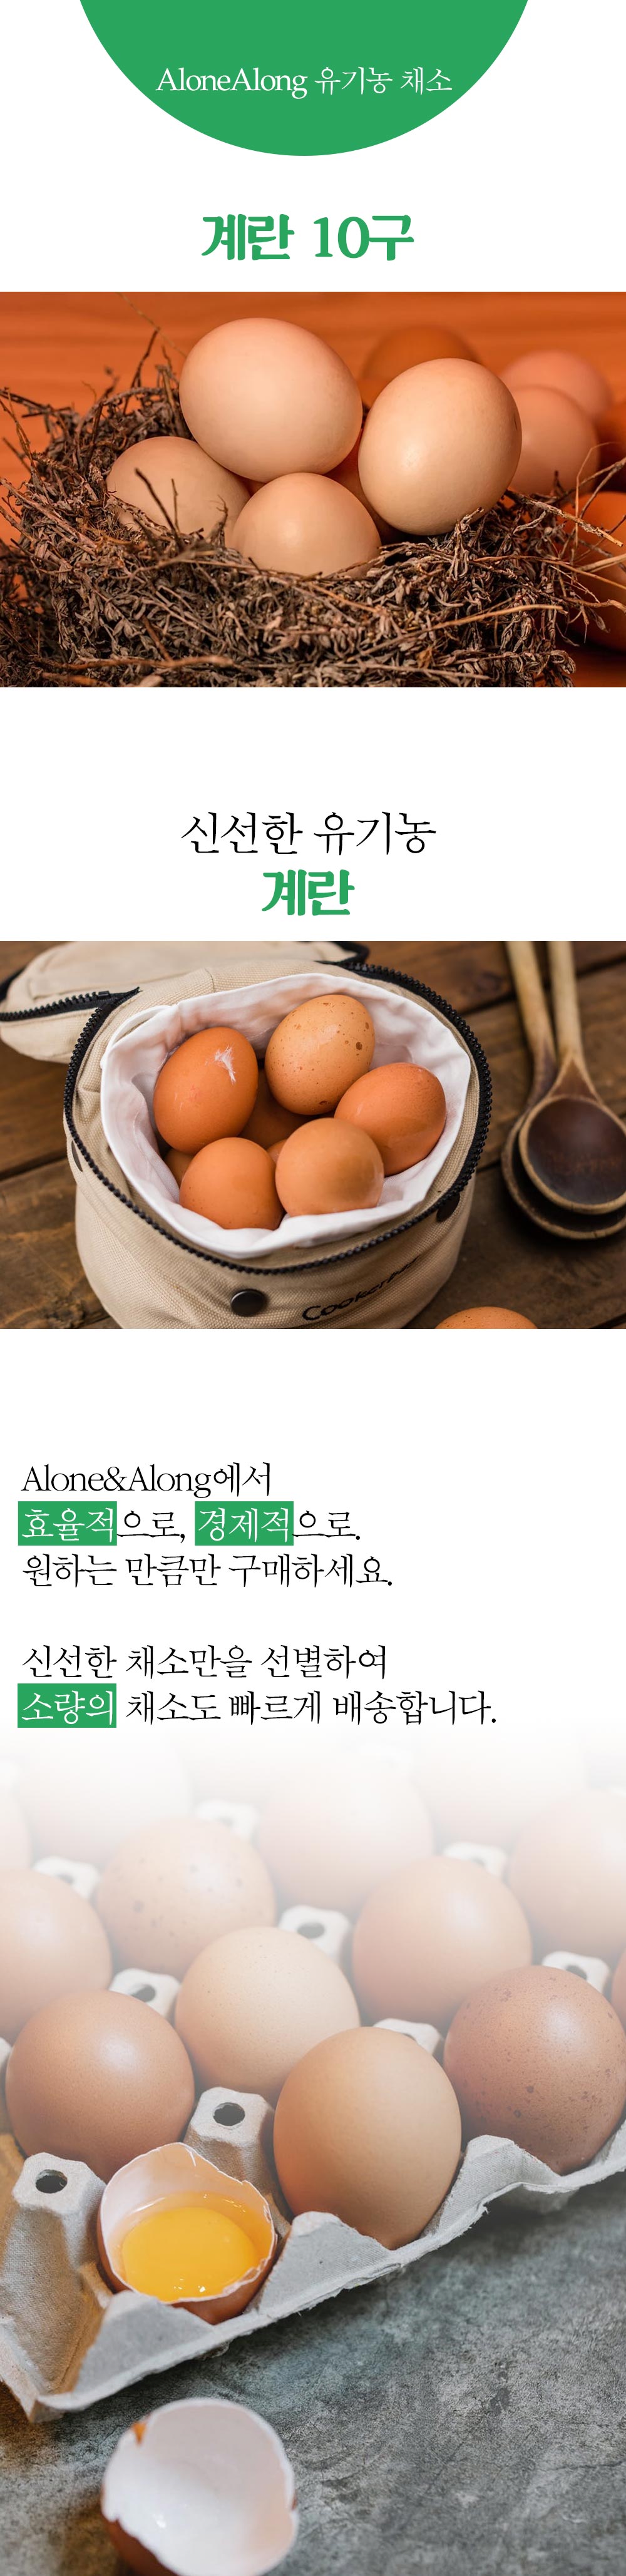 AloneAlong 유기농 채소
계란 10구
신선한 유기농
계란
Alone&Along에서
효율적으로, 경제적으로.
원하는 만큼만 구매하세요.
신선한 채소만을 선별하여
소량의 채소도 빠르게 배송합니다.